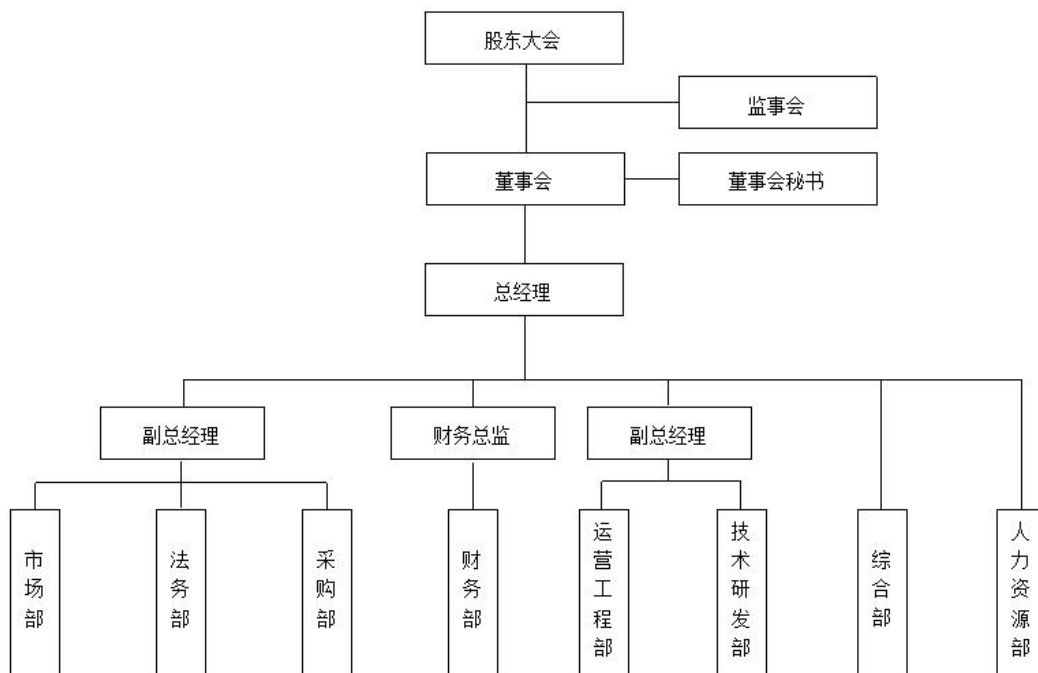 股东大会
监事会
董事会
董事会秘书
总经理
副总经理
财务总监
副总经理
市场部
法务部
采购部
财务部
运营工程部
技术研发部
综合部
人力资源部